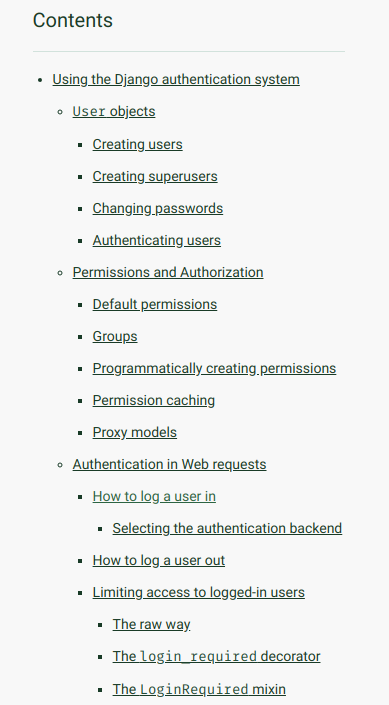 Contents
Using the Django authentication system
User objects
Creating users
Creating superusers
Changing passwords
Authenticating users
Permissions and Authorization
Default permissions
Groups
Programmatically creating permissions
Permission caching
Proxy models
Authentication in Web requests
How to log a user in
Selecting the authentication backend
How to log a user out
Limiting access to logged-in users
The raw way
The login_required decorator
The LoginRequired mixin